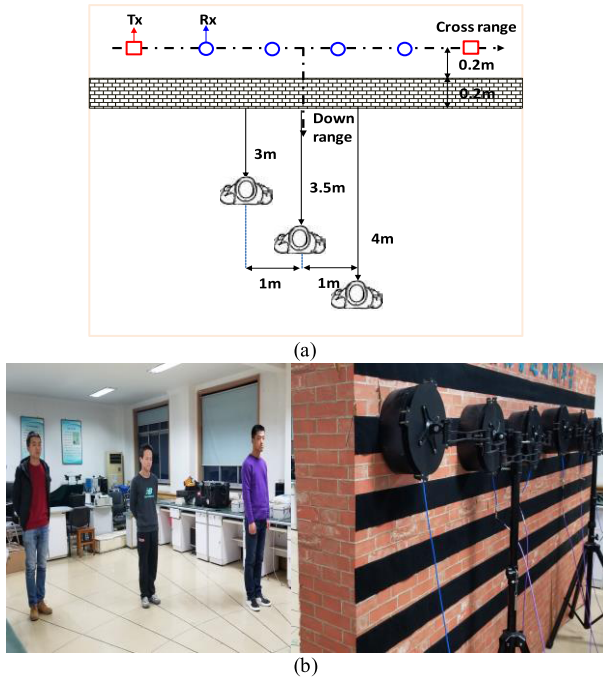 Tx
Rx
Cross range
0.2m
0.2m
Down
range
3m
3.5m
4m
1m
1m
(a)
(b)